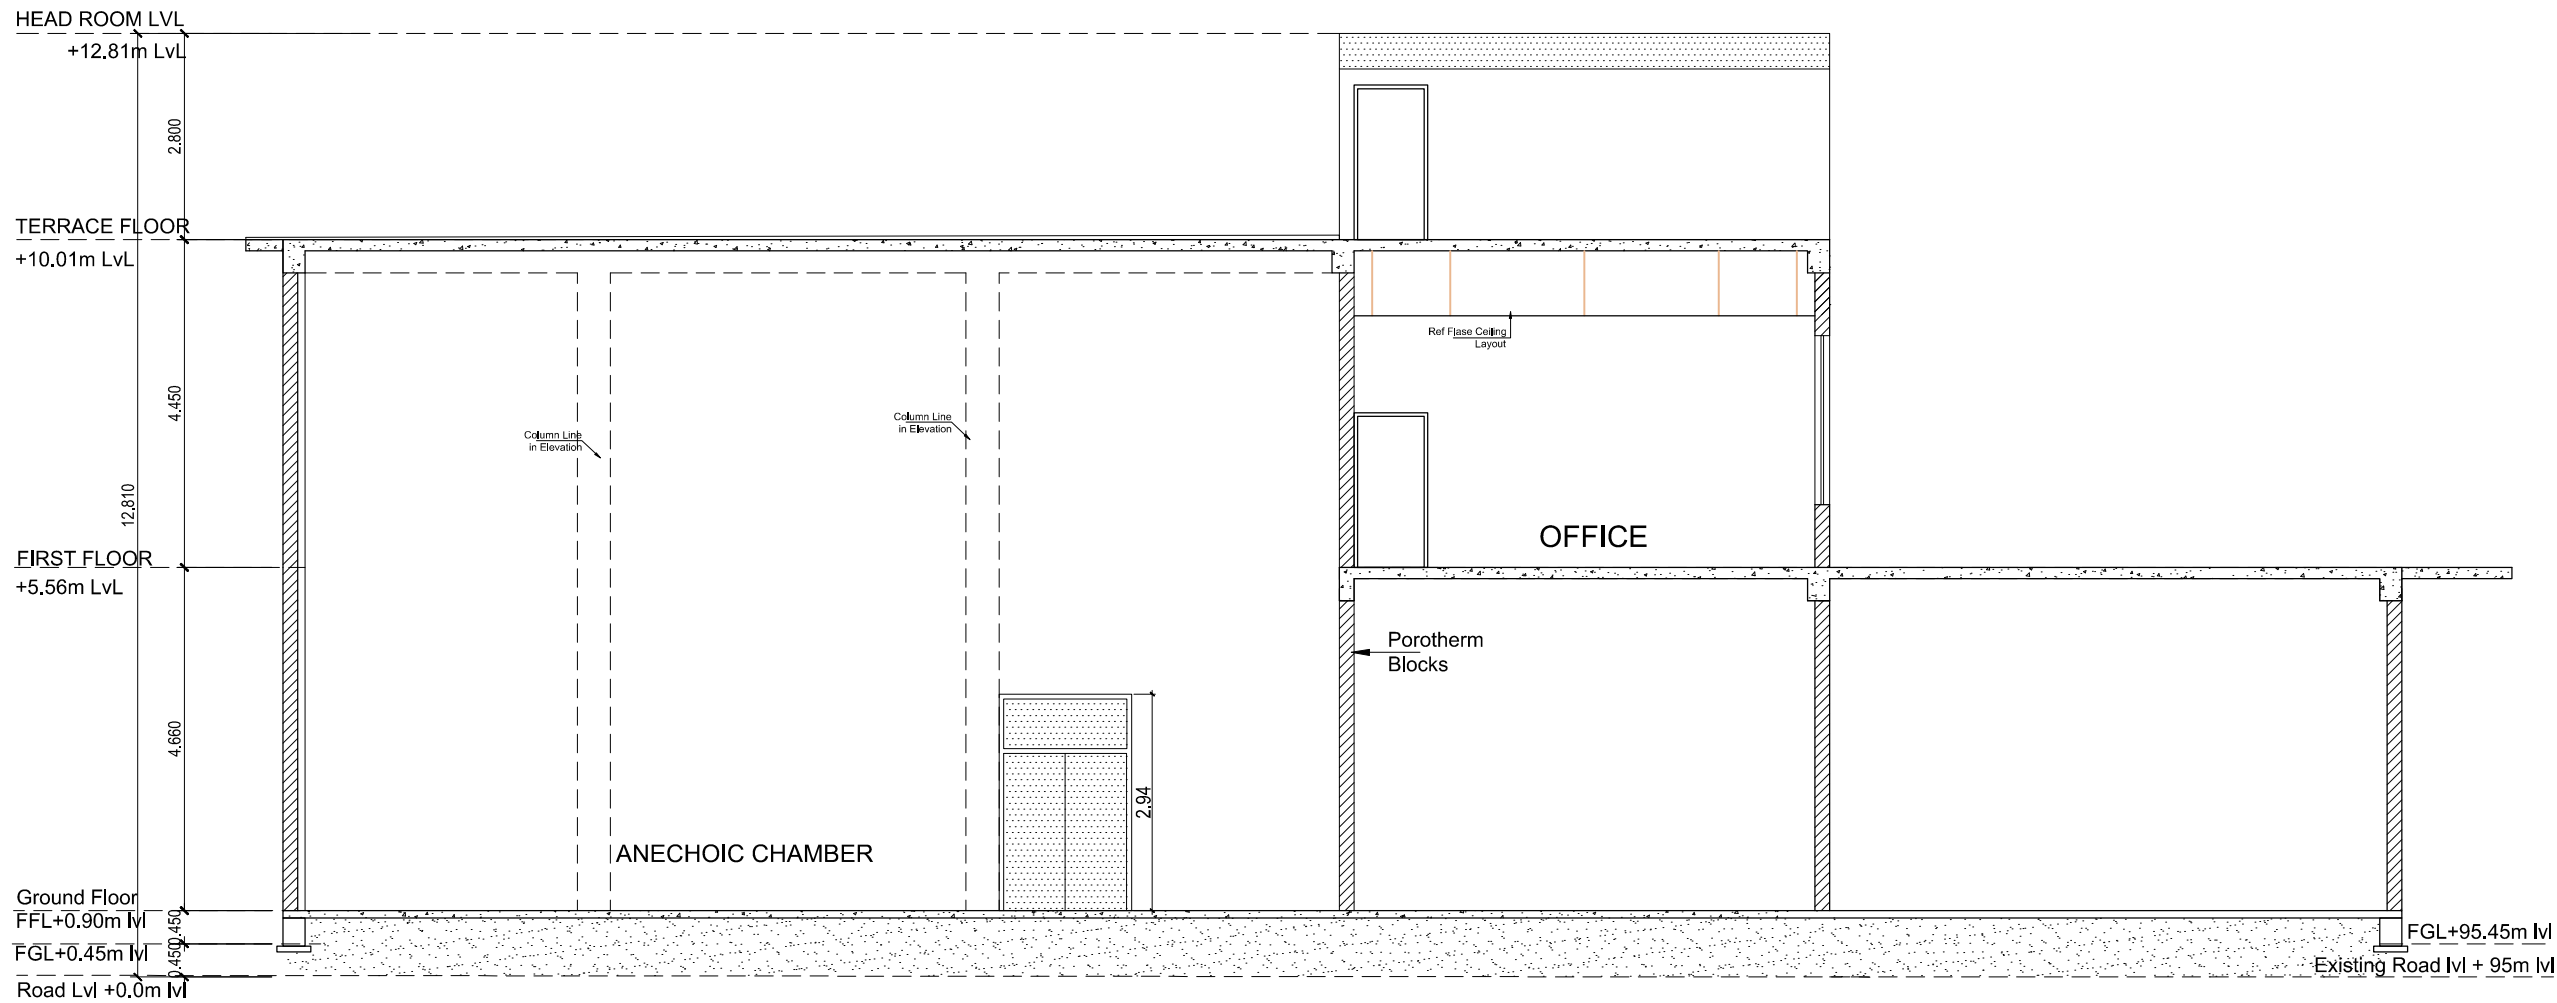 HEAD ROOM LVL
+12.81m LvL
2.800
TERRACE FLOOR
+10.01m LvL
Ref Flase Ceiling
Layout
4.450
Column Line
in Elevation
Column Line
in Elevation
12.810
OFFICE
FIRST FLOOR
+5.56m LvL
Porotherm
Blocks
4.660
2.94
ANECHOIC CHAMBER
Ground Floor
FFL+0.90m lvl
0.450
FGL+0.45m lvl
0.450
Road Lvl +0.0m lvl
FGL+95.45m lvl
Existing Road lvl + 95m lvl